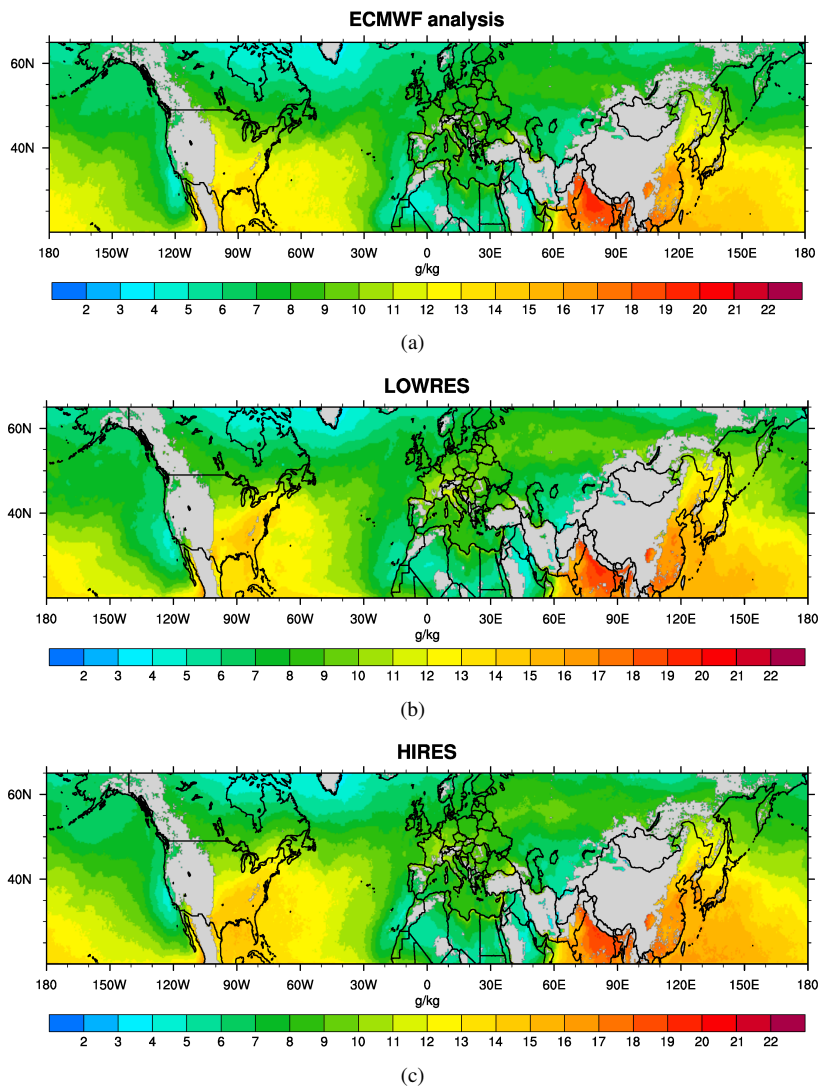 ECMWF analysis
60N
40N
180 150W 120W 90W 60W 30W 0 30E 60E 90E 120E 150E 180
g/kg
2 3 4 5 6 7 8 9 10 11 12 13 14 15 16 17 18 19 20 21 22
(a)
LOWRES
60N
40N
180 150W 120W 90W 60W 30W 0 30E 60E 90E 120E 150E 180
g/kg
2 3 4 5 6 7 8 9 10 11 12 13 14 15 16 17 18 19 20 21 22
(b)
HIRES
60N
40N
180 150W 120W 90W 60W 30W 0 30E 60E 90E 120E 150E 180
g/kg
2 3 4 5 6 7 8 9 10 11 12 13 14 15 16 17 18 19 20 21 22
(c)